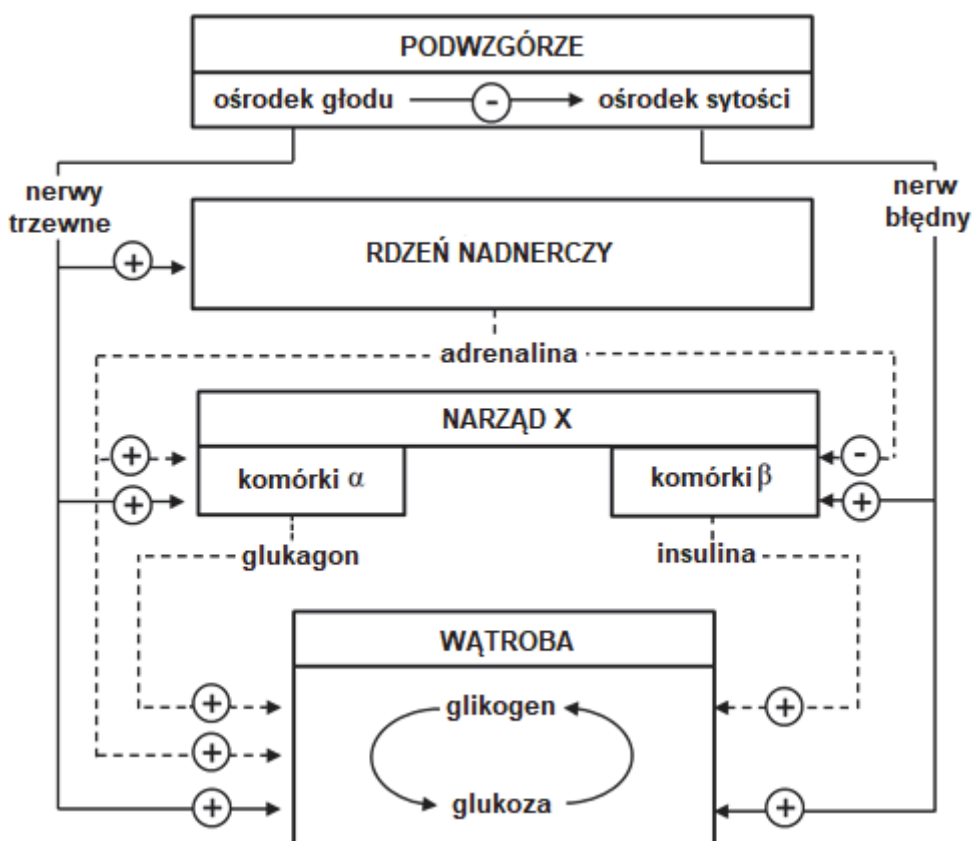 PODWZGÓRZE
ośrodek głodu - ośrodek sytości
nerwy
trzewne
nerw
błędny
+ RDZEŃ NADNERCZY
adrenalina
NARZĄD X
+ komórki α komórki β -
+ +
glukagon insulina
WĄTROBA
+ glikogen +
+
+ glukoza +